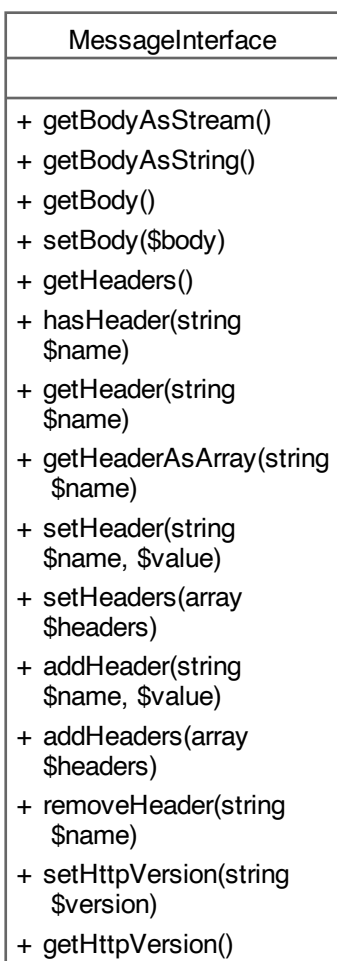 MessageInterface
+ getBodyAsStream()
+ getBodyAsString()
+ getBody()
+ setBody($body)
+ getHeaders()
+ hasHeader(string
$name)
+ getHeader(string
$name)
+ getHeaderAsArray(string
$name)
+ setHeader(string
$name, $value)
+ setHeaders(array
$headers)
+ addHeader(string
$name, $value)
+ addHeaders(array
$headers)
+ removeHeader(string
$name)
+ setHttpVersion(string
$version)
+ getHttpVersion()